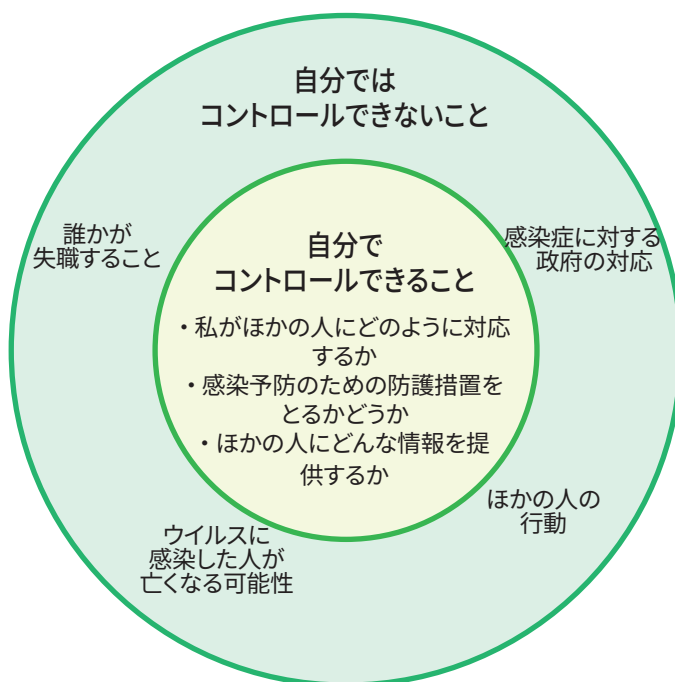 自分では
コントロールできないこと
誰かが
失職すること
感染症に対する
政府の対応
自分で
コントロールできること
・私がほかの人にどのように対応
するか
・感染予防のための防護措置を
とるかどうか
・ほかの人にどんな情報を提
供するか
ほかの人の
行動
ウイルスに
感染した人が
亡くなる可能性